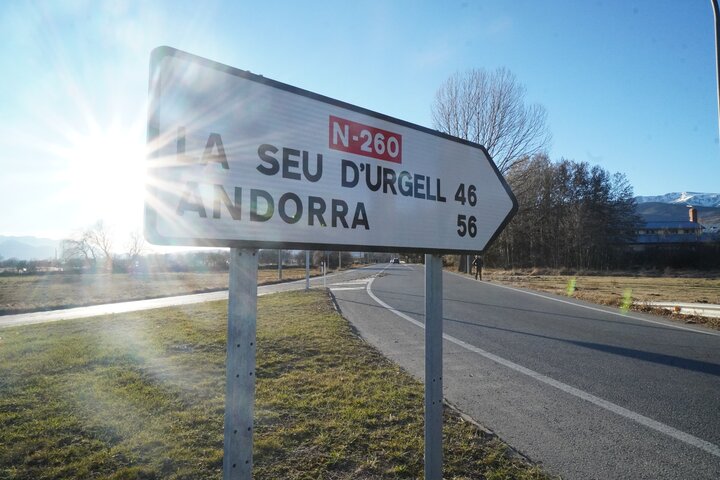 N-260
LA SEU D'URGELL 46
ANDORRA 56